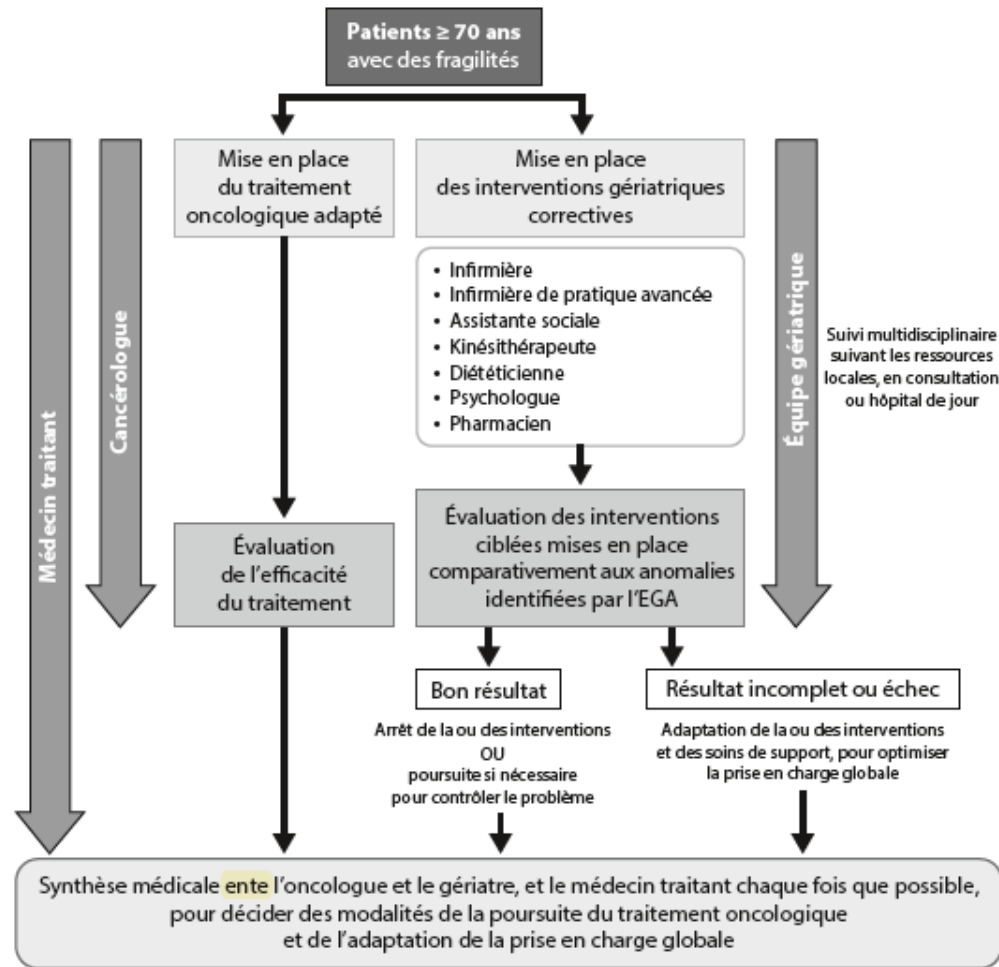 Patients ≥ 70 ans
avec des fragilités
Mise en place
du traitement
oncologique adapté
Mise en place
des interventions gériatriques
correctives
• Infirmière
• Infirmière de pratique avancée
• Assistante sociale
• Kinésithérapeute
• Diététicienne
• Psychologue
• Pharmacien
Médecin traitant
Cancérologue
Équipe gériatrique
Suivi multidisciplinaire
suivant les ressources
locales, en consultation
ou hôpital de jour
Évaluation
de l'efficacité
du traitement
Évaluation des interventions
ciblées mises en place
comparativement aux anomalies
identifiées par l'EGA
Bon résultat
Arrêt de la ou des interventions
OU
poursuite si nécessaire
pour contrôler le problème
Résultat incomplet ou échec
Adaptation de la ou des interventions
et des soins de support, pour optimiser
la prise en charge globale
Synthèse médicale ente l'oncologue et le gériatre, et le médecin traitant chaque fois que possible,
pour décider des modalités de la poursuite du traitement oncologique
et de l'adaptation de la prise en charge globale